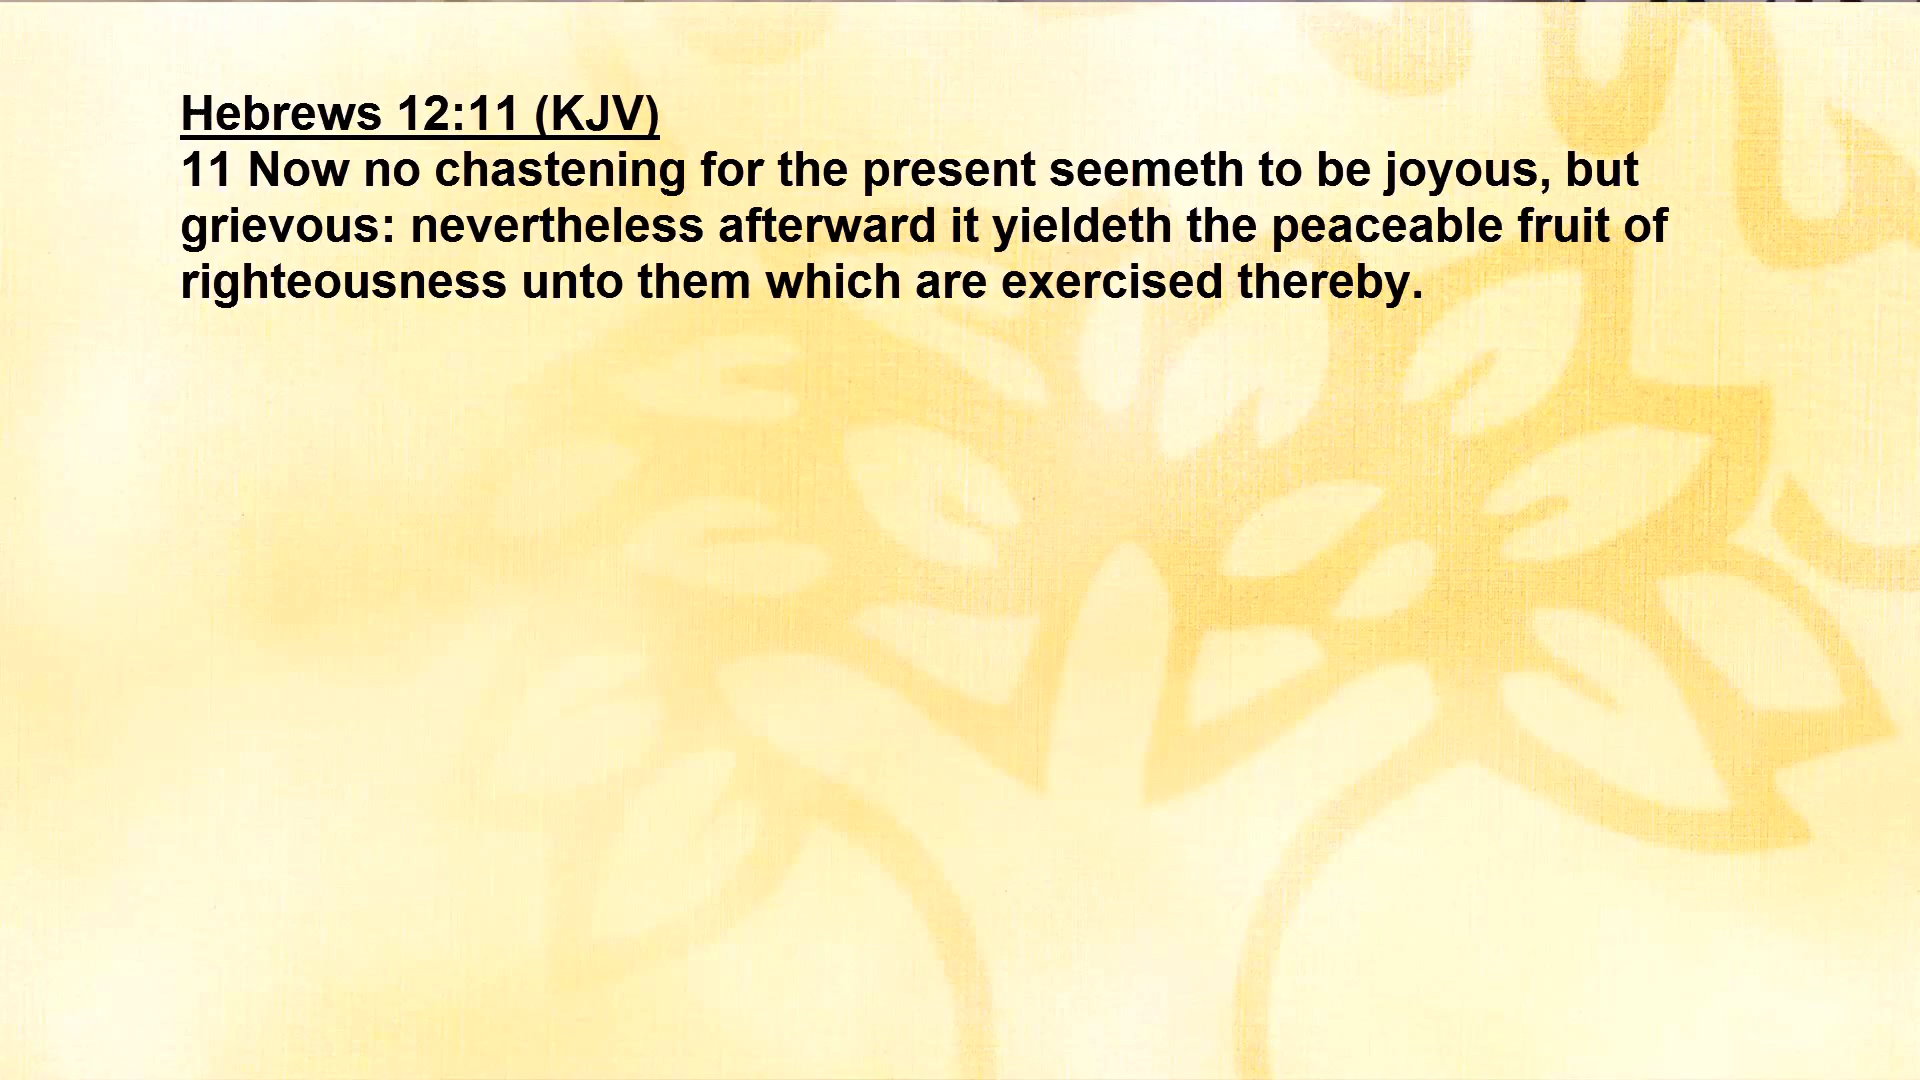 Hebrews 12:11 (KJV)
11 Now no chastening for the present seemeth to be joyous, but
grievous: nevertheless afterward it yieldeth the peaceable fruit of
righteousness unto them which are exercised thereby.